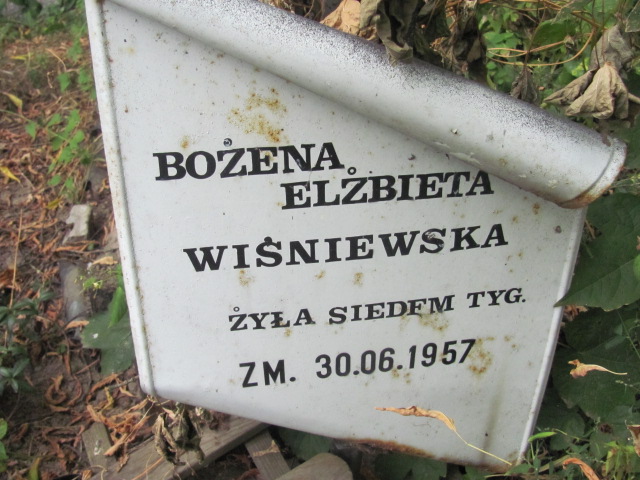 BOŻENA
ELŻBIETA
WIŚNIEWSKA
ŻYŁA SIEDEM TYG.
ZM. 30.06.1957